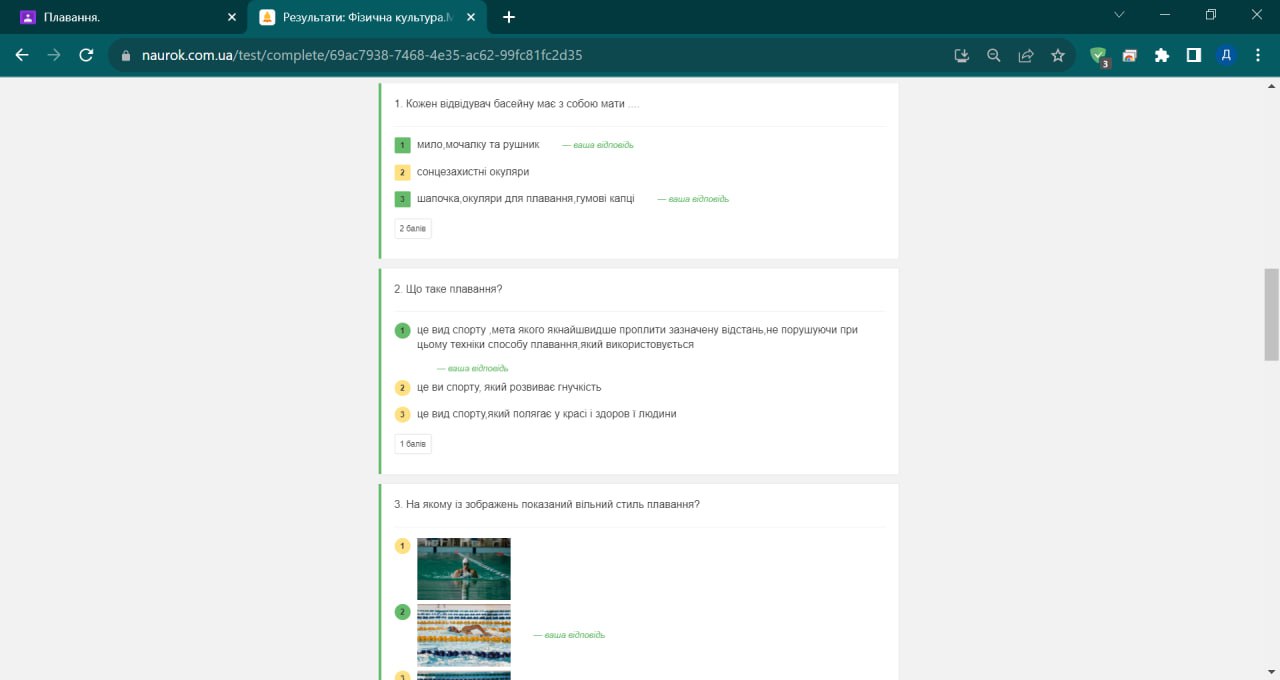 Плавання.
Результати: Фізична культура.М
naurok.com.ua/test/complete/69ac7938-7468-4e35-ac62-99fc81fc2d35
3
Д
1. Кожен відвідувач басейну має з собою мати ....
1 мило,мочалку та рушник — ваша відповідь
2 сонцезахистні окуляри
3 шапочка,окуляри для плавання,гумові капці — ваша відповідь
2 балів
2. Що таке плавання?
1 це вид спорту ,мета якого якнайшвидше проплити зазначену відстань,не порушуючи при
цьому техніки способу плавання,який використовується
— ваша відповідь
2 це ви спорту, який розвиває гнучкість
3 це вид спорту,який полягає у красі і здоров ї людини
1 балів
3. На якому із зображень показаний вільний стиль плавання?
1
2 — ваша відповідь
3